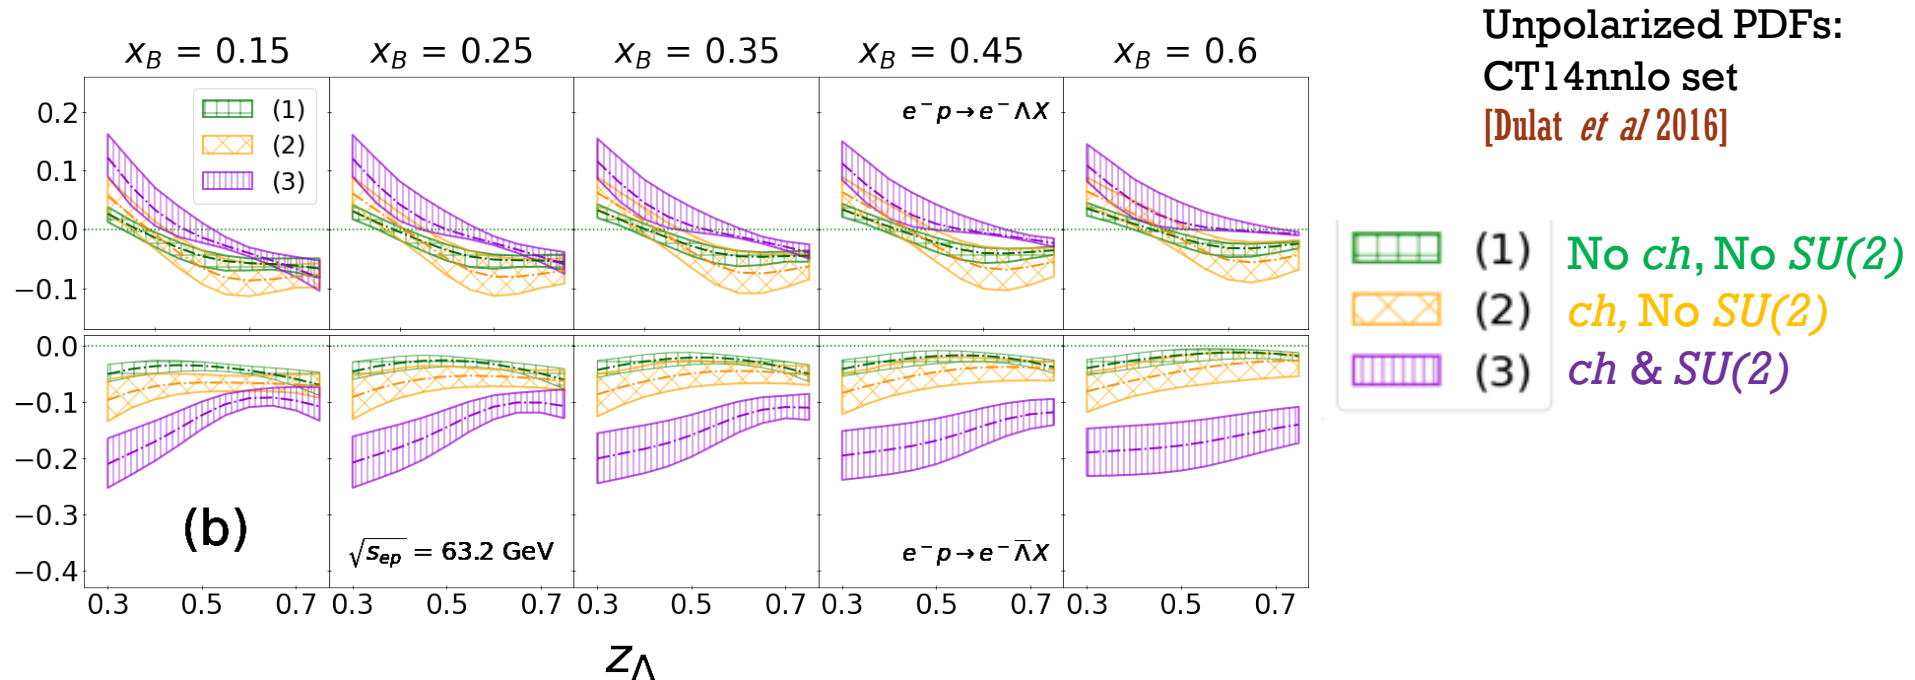 x_B = 0.15 x_B = 0.25 x_B = 0.35 x_B = 0.45 x_B = 0.6
Unpolarized PDFs:
CT14nnlo set
[Dulat et al 2016]
0.2
0.1
0.0
−0.1
(1)
(2)
(3)
e⁻p→e⁻ΛX
0.0
−0.1
−0.2
−0.3
−0.4
(b)
√s_ep = 63.2 GeV
e⁻p→e⁻Λ̅X
0.3 0.5 0.7 0.3 0.5 0.7 0.3 0.5 0.7 0.3 0.5 0.7 0.3 0.5 0.7
z_Λ
(1) No ch, No SU(2)
(2) ch, No SU(2)
(3) ch & SU(2)